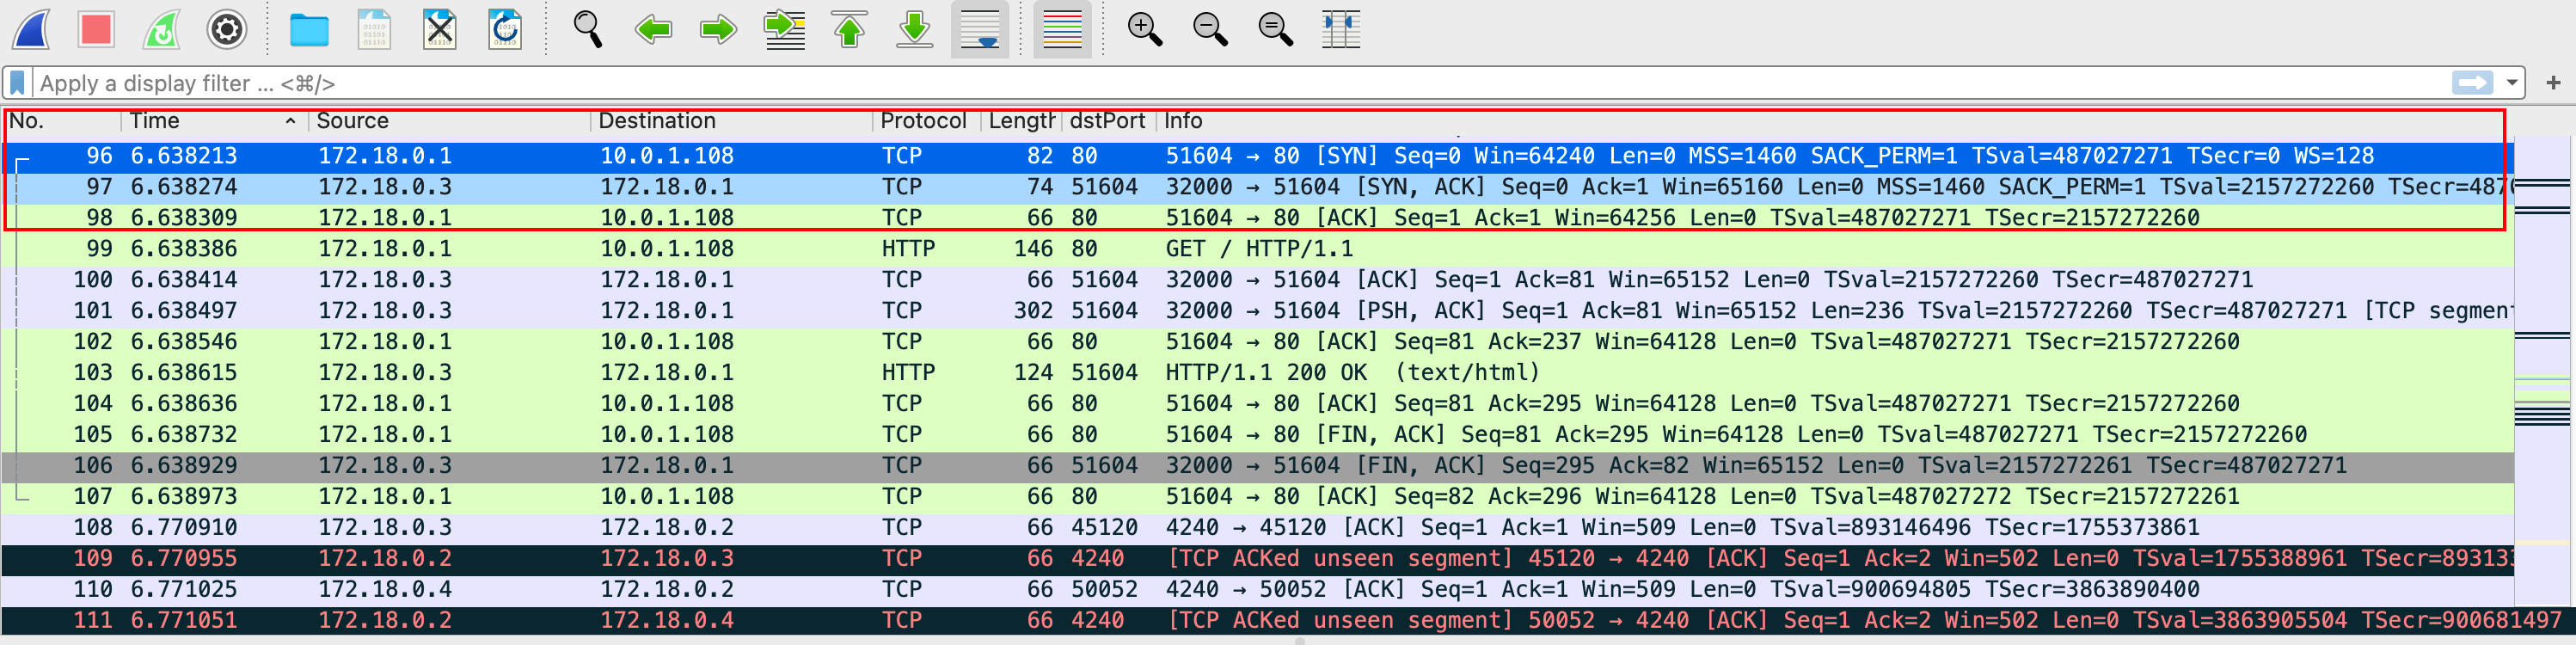 Apply a display filter ... <⌘/>
No. Time Source Destination Protocol Length dstPort Info
96 6.638213 172.18.0.1 10.0.1.108 TCP 82 80 51604 → 80 [SYN] Seq=0 Win=64240 Len=0 MSS=1460 SACK_PERM=1 TSval=487027271 TSecr=0 WS=128
97 6.638274 172.18.0.3 172.18.0.1 TCP 74 51604 32000 → 51604 [SYN, ACK] Seq=0 Ack=1 Win=65160 Len=0 MSS=1460 SACK_PERM=1 TSval=2157272260 TSecr=487
98 6.638309 172.18.0.1 10.0.1.108 TCP 66 80 51604 → 80 [ACK] Seq=1 Ack=1 Win=64256 Len=0 TSval=487027271 TSecr=2157272260
99 6.638386 172.18.0.1 10.0.1.108 HTTP 146 80 GET / HTTP/1.1
100 6.638414 172.18.0.3 172.18.0.1 TCP 66 51604 32000 → 51604 [ACK] Seq=1 Ack=81 Win=65152 Len=0 TSval=2157272260 TSecr=487027271
101 6.638497 172.18.0.3 172.18.0.1 TCP 302 51604 32000 → 51604 [PSH, ACK] Seq=1 Ack=81 Win=65152 Len=236 TSval=2157272260 TSecr=487027271 [TCP segment
102 6.638546 172.18.0.1 10.0.1.108 TCP 66 80 51604 → 80 [ACK] Seq=81 Ack=237 Win=64128 Len=0 TSval=487027271 TSecr=2157272260
103 6.638615 172.18.0.3 172.18.0.1 HTTP 124 51604 HTTP/1.1 200 OK (text/html)
104 6.638636 172.18.0.1 10.0.1.108 TCP 66 80 51604 → 80 [ACK] Seq=81 Ack=295 Win=64128 Len=0 TSval=487027271 TSecr=2157272260
105 6.638732 172.18.0.1 10.0.1.108 TCP 66 80 51604 → 80 [FIN, ACK] Seq=81 Ack=295 Win=64128 Len=0 TSval=487027271 TSecr=2157272260
106 6.638929 172.18.0.3 172.18.0.1 TCP 66 51604 32000 → 51604 [FIN, ACK] Seq=295 Ack=82 Win=65152 Len=0 TSval=2157272261 TSecr=487027271
107 6.638973 172.18.0.1 10.0.1.108 TCP 66 80 51604 → 80 [ACK] Seq=82 Ack=296 Win=64128 Len=0 TSval=487027272 TSecr=2157272261
108 6.770910 172.18.0.3 172.18.0.2 TCP 66 45120 4240 → 45120 [ACK] Seq=1 Ack=1 Win=509 Len=0 TSval=893146496 TSecr=1755373861
109 6.770955 172.18.0.2 172.18.0.3 TCP 66 4240 [TCP ACKed unseen segment] 45120 → 4240 [ACK] Seq=1 Ack=2 Win=502 Len=0 TSval=1755388961 TSecr=893133
110 6.771025 172.18.0.4 172.18.0.2 TCP 66 50052 4240 → 50052 [ACK] Seq=1 Ack=1 Win=509 Len=0 TSval=900694805 TSecr=3863890400
111 6.771051 172.18.0.2 172.18.0.4 TCP 66 4240 [TCP ACKed unseen segment] 50052 → 4240 [ACK] Seq=1 Ack=2 Win=502 Len=0 TSval=3863905504 TSecr=900681497